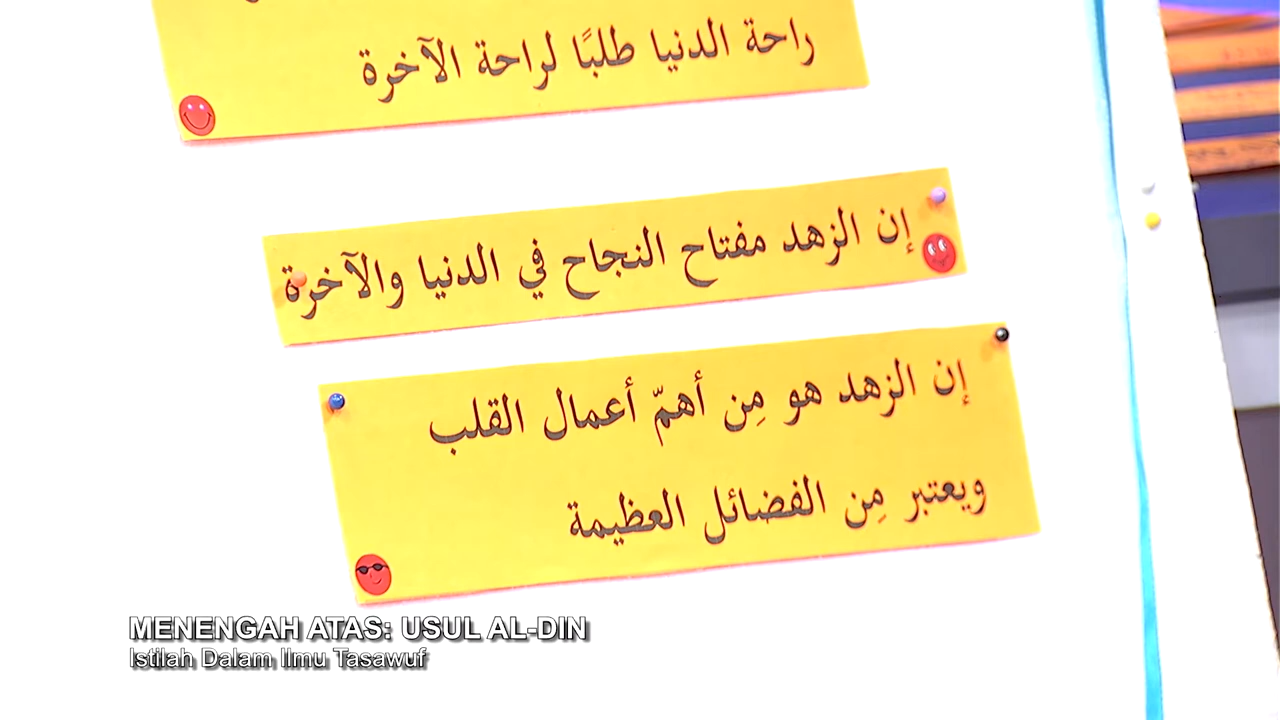 راحة الدنيا طلبًا لراحة الآخرة
إن الزهد مفتاح النجاح في الدنيا والآخرة
إن الزهد هو مِن أهمّ أعمال القلب
ويعتبر مِن الفضائل العظيمة
MENENGAH ATAS: USUL AL-DIN
Istilah Dalam Ilmu Tasawuf